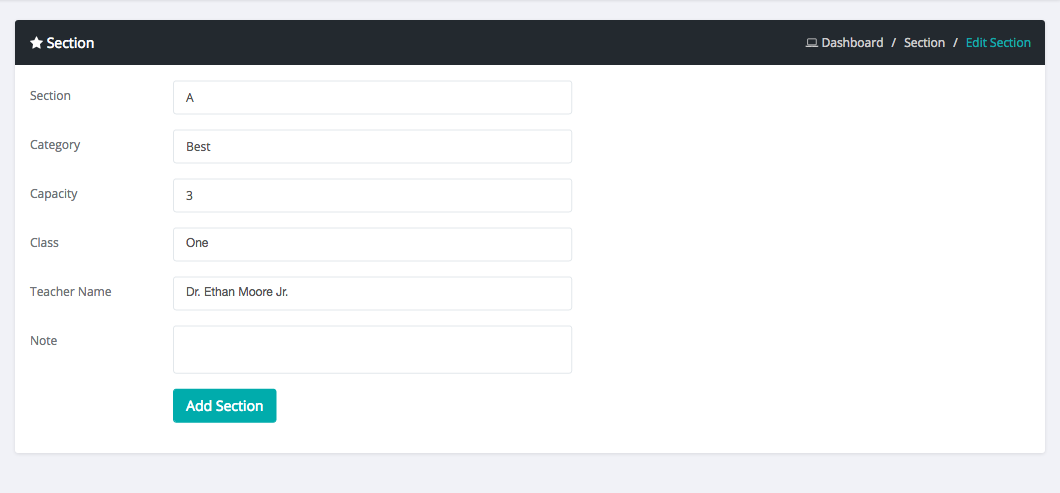 Section
Dashboard / Section / Edit Section
Section
A
Category
Best
Capacity
3
Class
One
Teacher Name
Dr. Ethan Moore Jr.
Note
Add Section